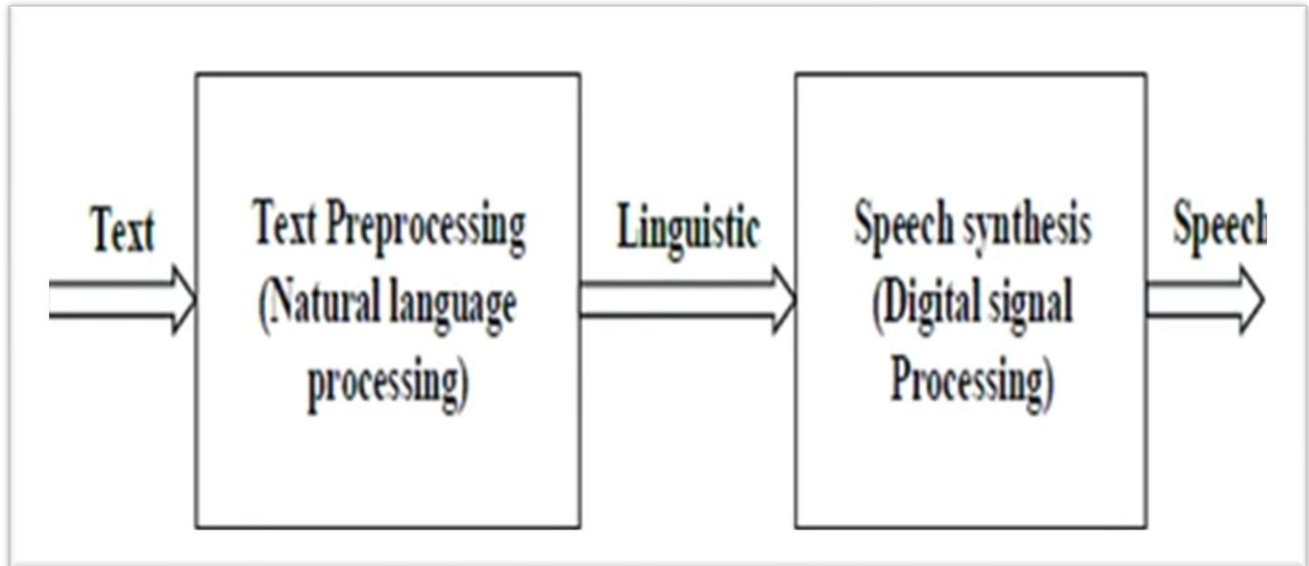 Text
Text Preprocessing
(Natural language
processing)
Linguistic
Speech synthesis
(Digital signal
Processing)
Speech